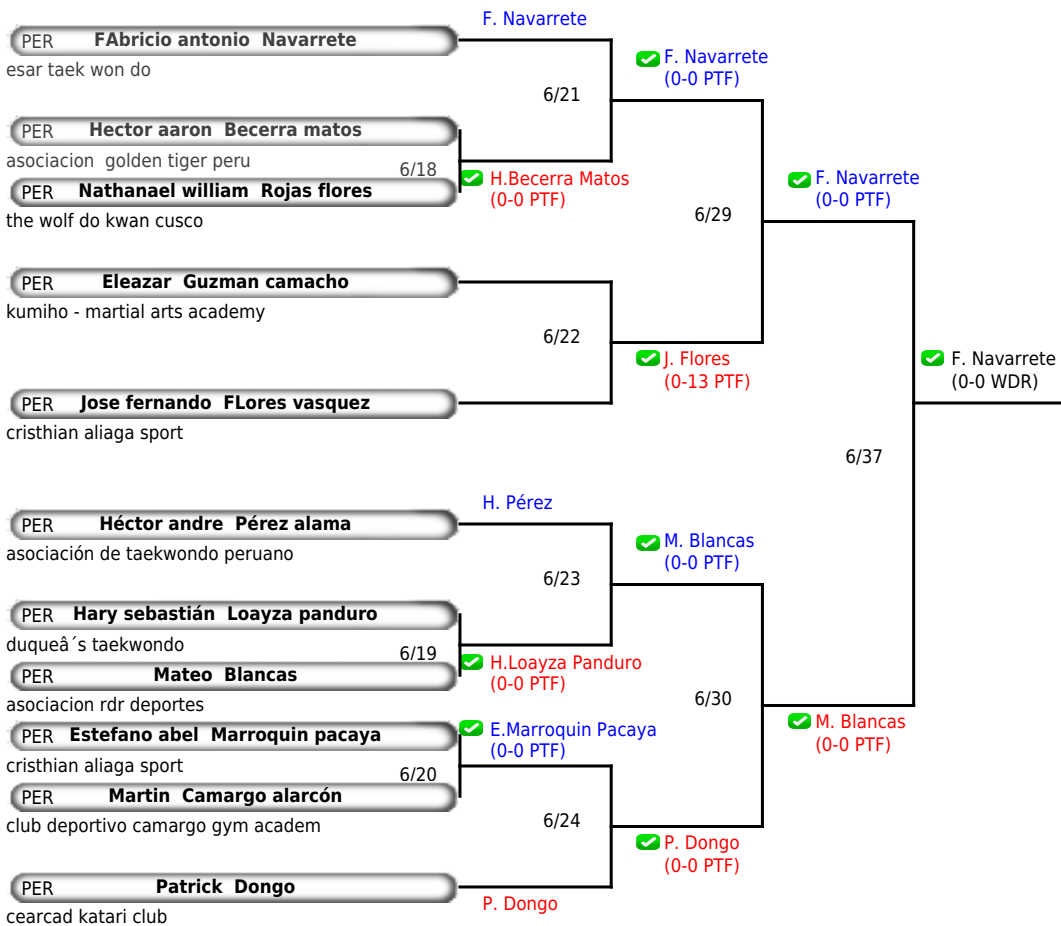 F. Navarrete
PER FAbricio antonio Navarrete
esar taek won do
F. Navarrete
(0-0 PTF)
6/21
PER Hector aaron Becerra matos
asociacion golden tiger peru
6/18
H.Becerra Matos
(0-0 PTF)
PER Nathanael william Rojas flores
the wolf do kwan cusco
F. Navarrete
(0-0 PTF)
6/29
PER Eleazar Guzman camacho
kumiho - martial arts academy
6/22
J. Flores
(0-13 PTF)
F. Navarrete
(0-0 WDR)
PER Jose fernando FLores vasquez
cristhian aliaga sport
6/37
H. Pérez
PER Héctor andre Pérez alama
asociación de taekwondo peruano
M. Blancas
(0-0 PTF)
6/23
PER Hary sebastián Loayza panduro
duqueâ´s taekwondo
6/19
H.Loayza Panduro
(0-0 PTF)
PER Mateo Blancas
asociacion rdr deportes
6/30
M. Blancas
(0-0 PTF)
PER Estefano abel Marroquin pacaya
E.Marroquin Pacaya
(0-0 PTF)
cristhian aliaga sport
6/20
PER Martin Camargo alarcón
club deportivo camargo gym academ
6/24
P. Dongo
(0-0 PTF)
PER Patrick Dongo
P. Dongo
cearcad katari club